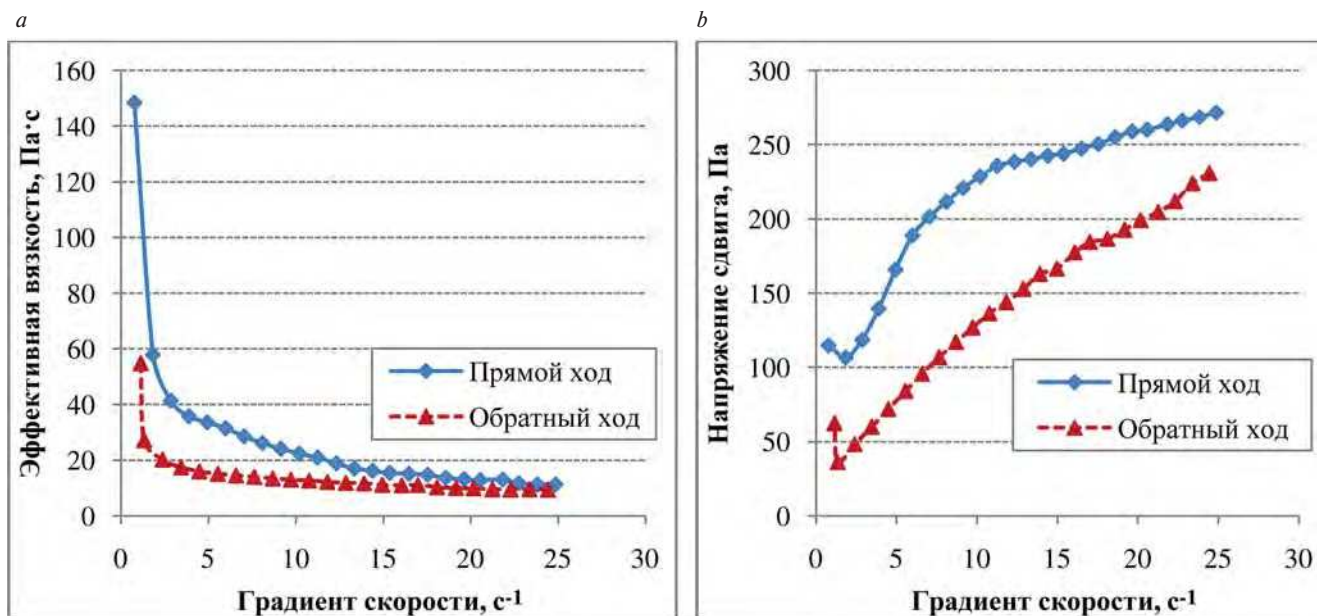 a
160
140
120
100
80
60
40
20
0
0 5 10 15 20 25 30
Эффективная вязкость, Па·с
Градиент скорости, с-1
Прямой ход
Обратный ход
b
300
250
200
150
100
50
0
0 5 10 15 20 25 30
Напряжение сдвига, Па
Градиент скорости, с-1
Прямой ход
Обратный ход